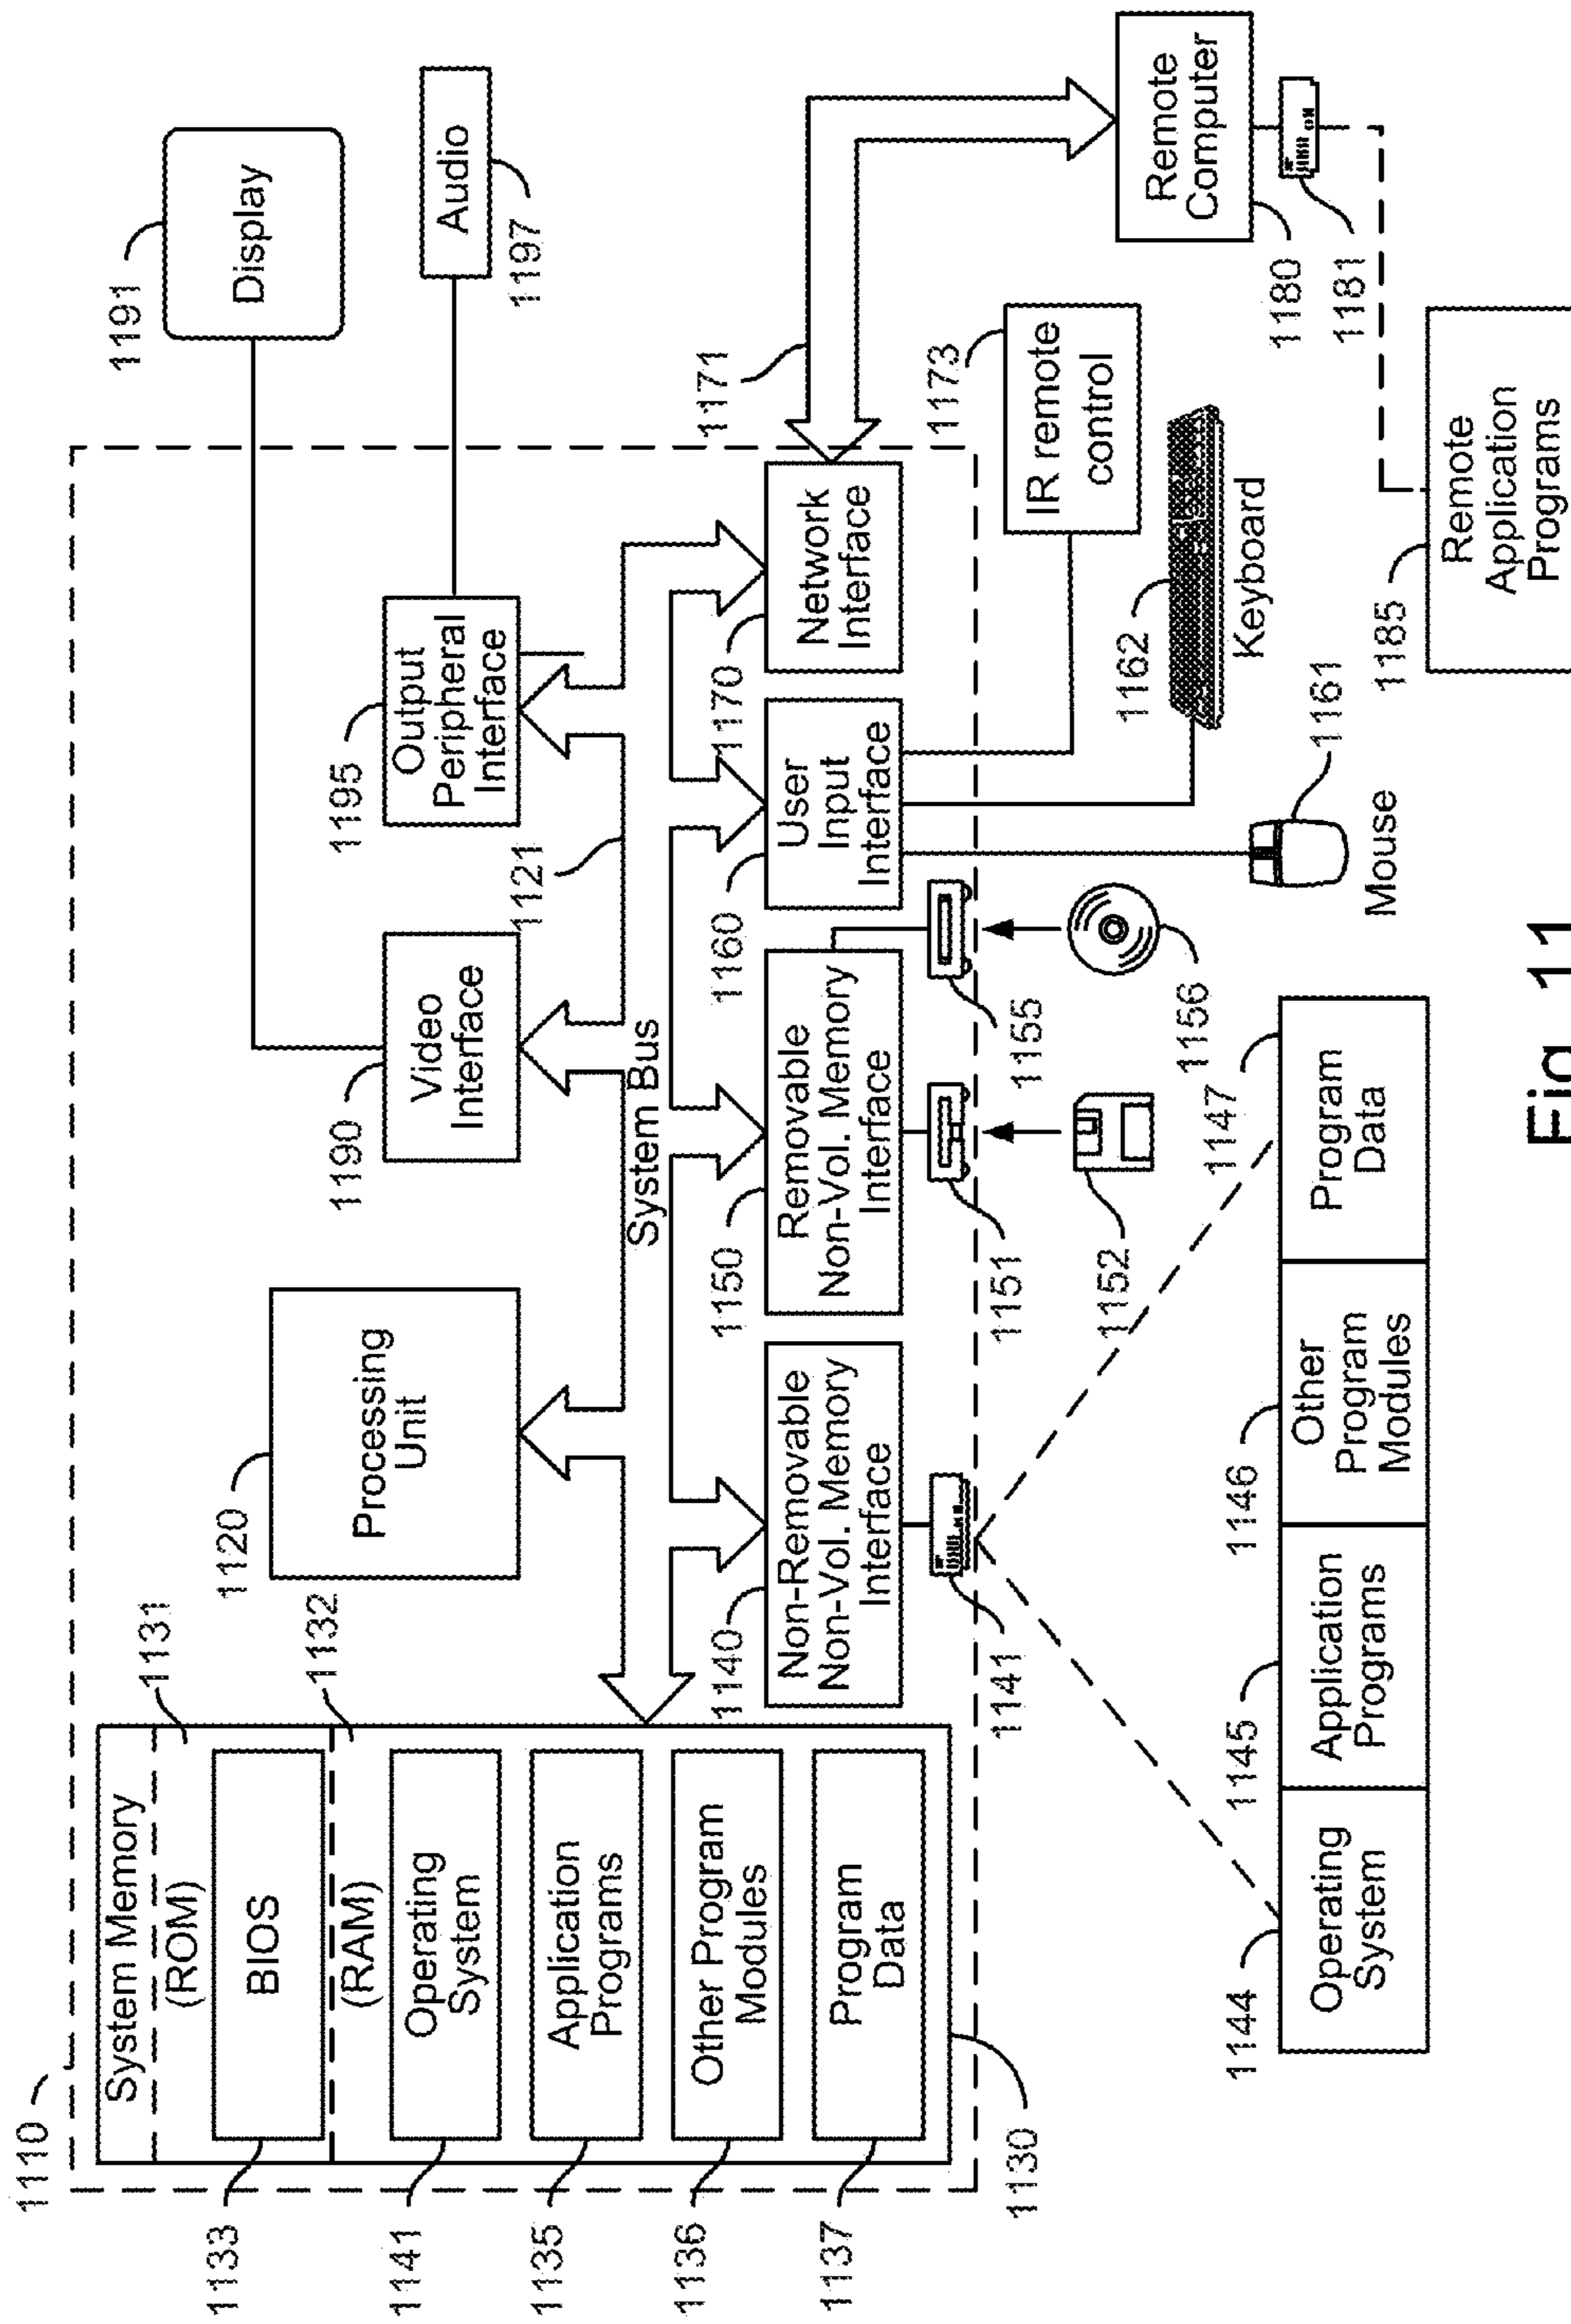 1110
System Memory
(ROM)
1131
BIOS
1133
(RAM)
1132
Operating
System
1141
Application
Programs
1135
Other Program
Modules
1136
Program
Data
1137
1130
1120
Processing
Unit
1190
Video
Interface
1195
Output
Peripheral
Interface
1191
Display
Audio
1197
System Bus
1121
1140
Non-Removable
Non-Vol. Memory
Interface
1150
Removable
Non-Vol. Memory
Interface
1160
User
Input
Interface
1170
Network
Interface
1171
1141
1151
1155
1152
1156
1173
IR remote
control
1162
Keyboard
1161
Mouse
Remote
Computer
1180
1181
1185
Remote
Application
Programs
1144
Operating
System
1145
Application
Programs
1146
Other
Program
Modules
1147
Program
Data
Fig. 11